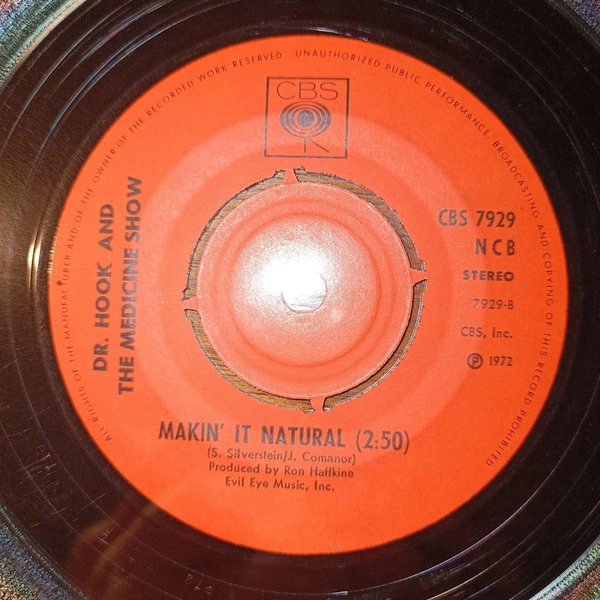 ALL RIGHTS OF THE MANUFACTURER AND OF THE OWNER OF THE RECORDED WORK RESERVED. UNAUTHORIZED PUBLIC PERFORMANCE, BROADCASTING AND COPYING OF THIS RECORD PROHIBITED
CBS
DR. HOOK AND
THE MEDICINE SHOW
CBS 7929
NCB
STEREO
7929-B
CBS, Inc.
℗ 1972
MAKIN' IT NATURAL (2:50)
(S. Silverstein/J. Comanor)
Produced by Ron Haffkine
Evil Eye Music, Inc.